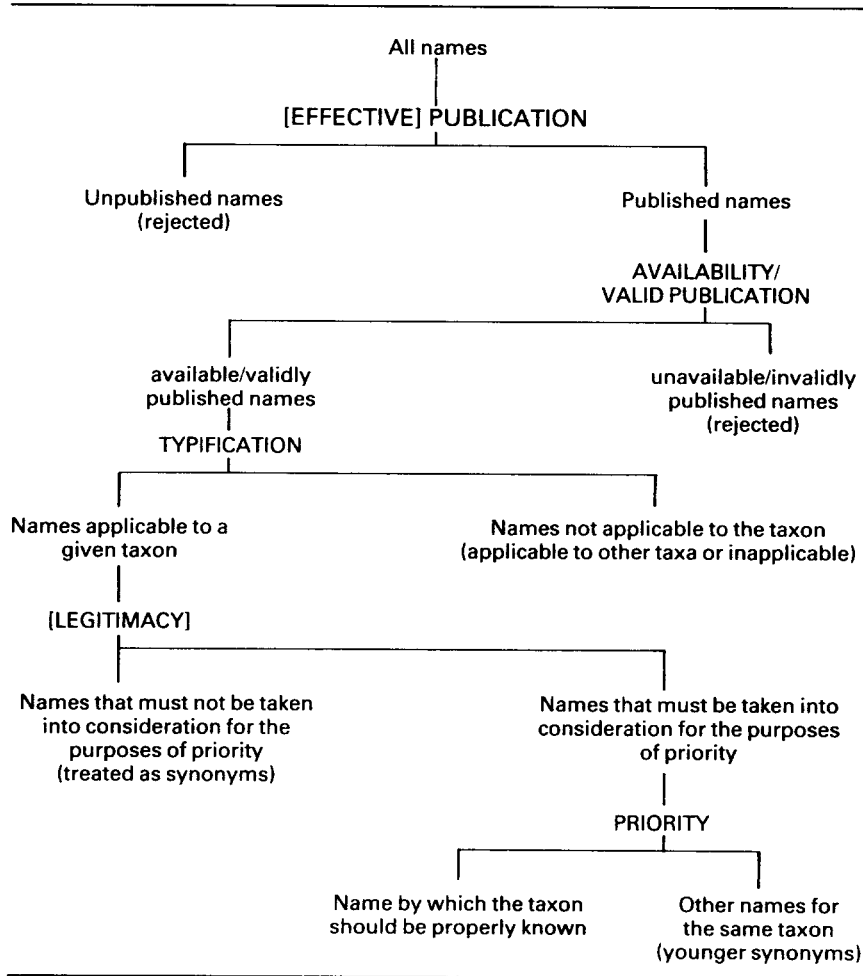 All names
[EFFECTIVE] PUBLICATION
Unpublished names
(rejected)
Published names
AVAILABILITY/
VALID PUBLICATION
available/validly
published names
unavailable/invalidly
published names
(rejected)
TYPIFICATION
Names applicable to a
given taxon
Names not applicable to the taxon
(applicable to other taxa or inapplicable)
[LEGITIMACY]
Names that must not be taken
into consideration for the
purposes of priority
(treated as synonyms)
Names that must be taken into
consideration for the purposes
of priority
PRIORITY
Name by which the taxon
should be properly known
Other names for
the same taxon
(younger synonyms)